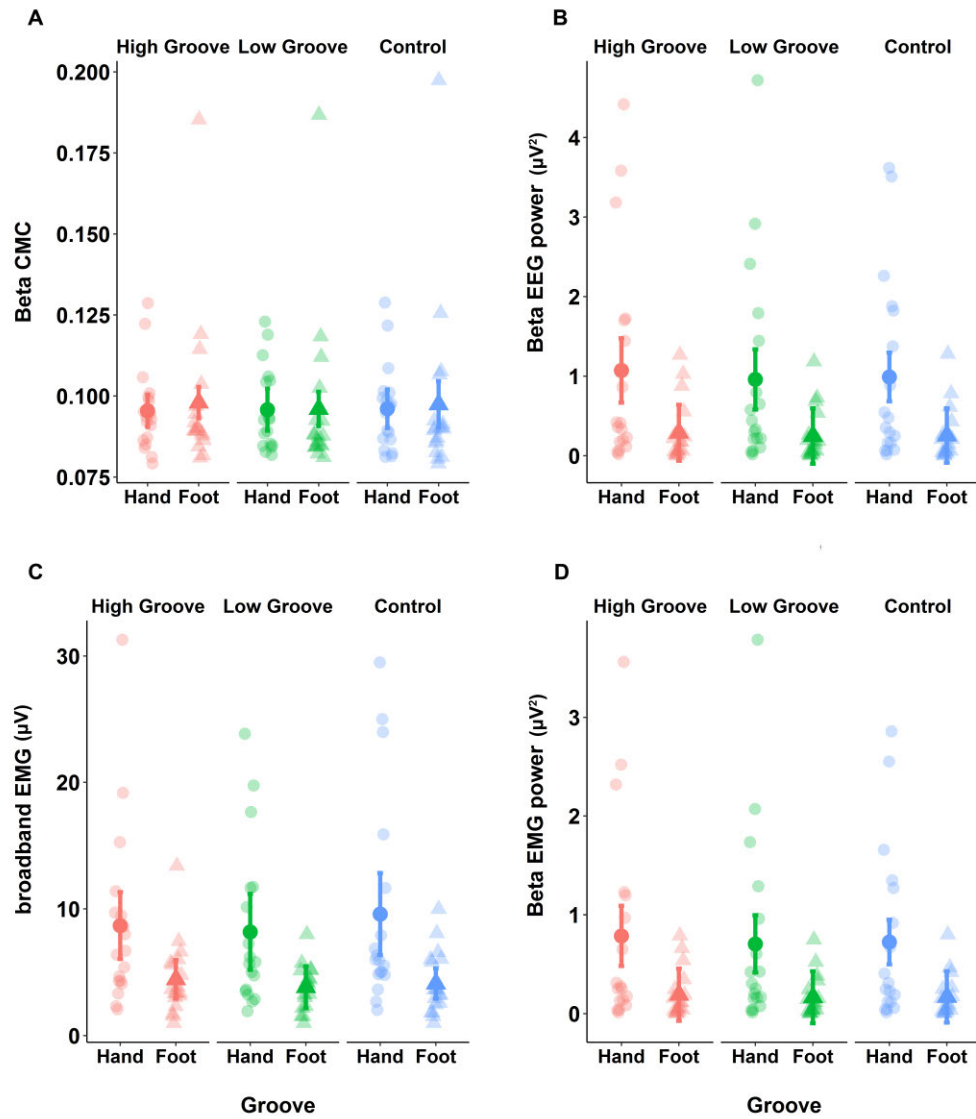 A
High Groove Low Groove Control
0.200
0.175
0.150
0.125
0.100
0.075
Beta CMC
Hand Foot Hand Foot Hand Foot
B
High Groove Low Groove Control
4
3
2
1
0
Beta EEG power (µV²)
Hand Foot Hand Foot Hand Foot
C
High Groove Low Groove Control
30
20
10
0
broadband EMG (µV)
Hand Foot Hand Foot Hand Foot
Groove
D
High Groove Low Groove Control
3
2
1
0
Beta EMG power (µV²)
Hand Foot Hand Foot Hand Foot
Groove